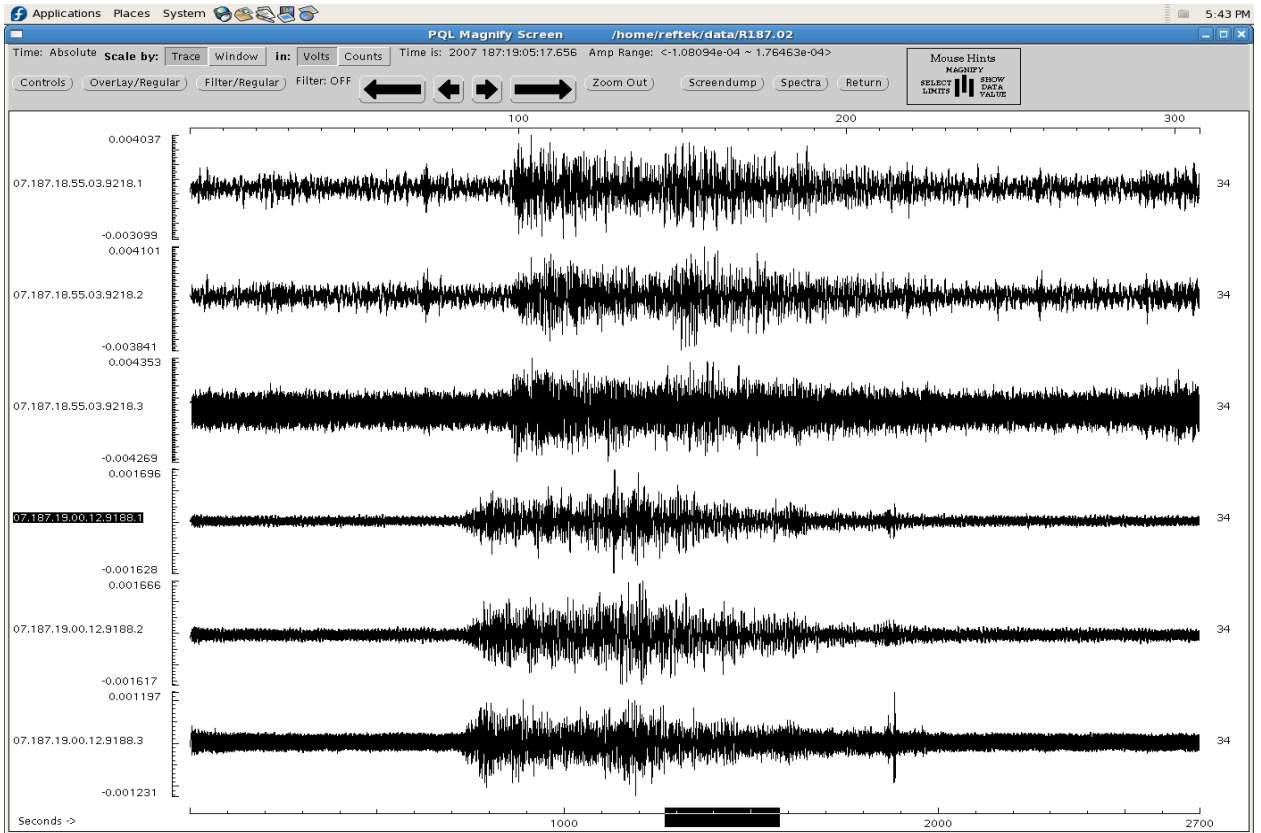 Applications Places System 5:43 PM
PQL Magnify Screen /home/reftek/data/R187.02
Time: Absolute Scale by: Trace Window in: Volts Counts Time is: 2007 187:19:05:17.656 Amp Range: <-1.08094e-04 ~ 1.76463e-04>
Controls OverLay/Regular Filter/Regular Filter: OFF Zoom Out Screendump Spectra Return
Mouse Hints
MAGNIFY
SELECT LIMITS SHOW DATA VALUE
100 200 300
0.004037
07.187.18.55.03.9218.1 34
-0.003099
0.004101
07.187.18.55.03.9218.2 34
-0.003841
0.004353
07.187.18.55.03.9218.3 34
-0.004269
0.001696
07.187.19.00.12.9188.1 34
-0.001628
0.001666
07.187.19.00.12.9188.2 34
-0.001617
0.001197
07.187.19.00.12.9188.3 34
-0.001231
Seconds -> 1000 2000 2700